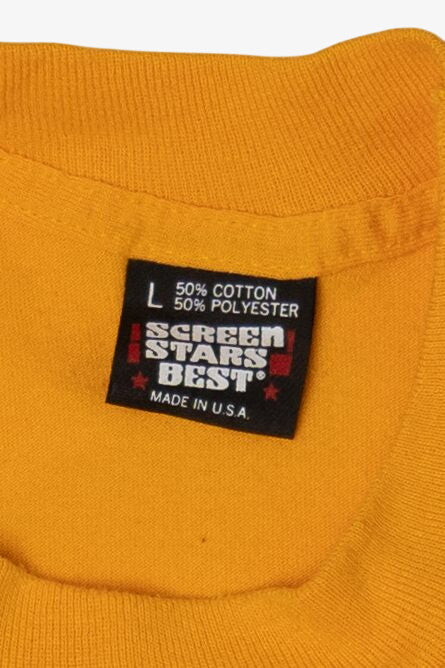 L 50% COTTON
50% POLYESTER
SCREEN
STARS
BEST®
MADE IN U.S.A.